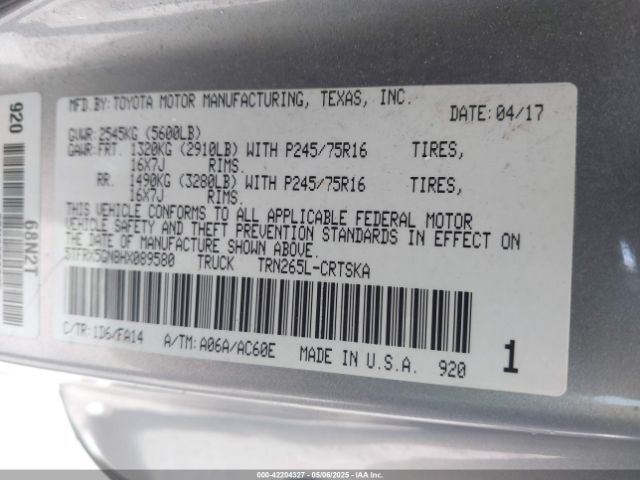 MFD.BY:TOYOTA MOTOR MANUFACTURING, TEXAS, INC.
DATE:04/17
GVWR:2545KG (5600LB)
GAWR:FRT. 1320KG (2910LB) WITH P245/75R16 TIRES,
16X7J RIMS.
RR. 1490KG (3280LB) WITH P245/75R16 TIRES,
16X7J RIMS.
THIS VEHICLE CONFORMS TO ALL APPLICABLE FEDERAL MOTOR
VEHICLE SAFETY AND THEFT PREVENTION STANDARDS IN EFFECT ON
THE DATE OF MANUFACTURE SHOWN ABOVE.
5TFRX5GN0HX089580 TRUCK TRN265L-CRTSKA
C/TR:1D6/FA14 A/TM:A06A/AC60E MADE IN U.S.A. 920
1
920
68N2T
000-42204327 - 05/06/2025 - IAAI.COM